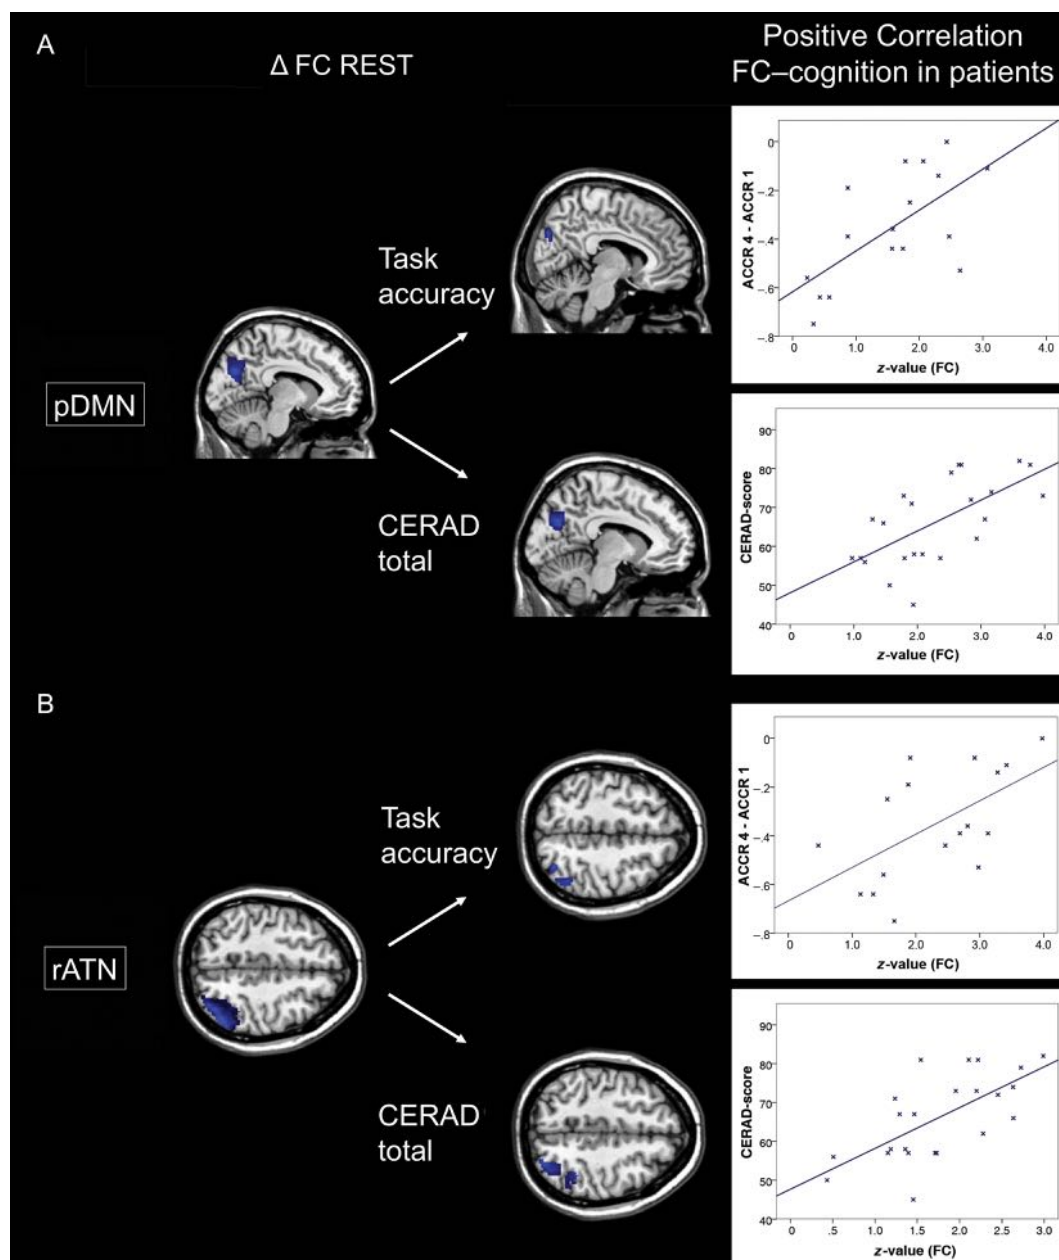 A
Δ FC REST
Positive Correlation
FC–cognition in patients
pDMN
Task
accuracy
CERAD
total
ACCR 4 - ACCR 1
0
–.2
–.4
–.6
–.8
0 1.0 2.0 3.0 4.0
z-value (FC)
CERAD-score
90
80
70
60
50
40
0 1.0 2.0 3.0 4.0
z-value (FC)
B
rATN
Task
accuracy
CERAD
total
ACCR 4 - ACCR 1
0
–.2
–.4
–.6
–.8
0 1.0 2.0 3.0 4.0
z-value (FC)
CERAD-score
90
80
70
60
50
40
0 .5 1.0 1.5 2.0 2.5 3.0
z-value (FC)